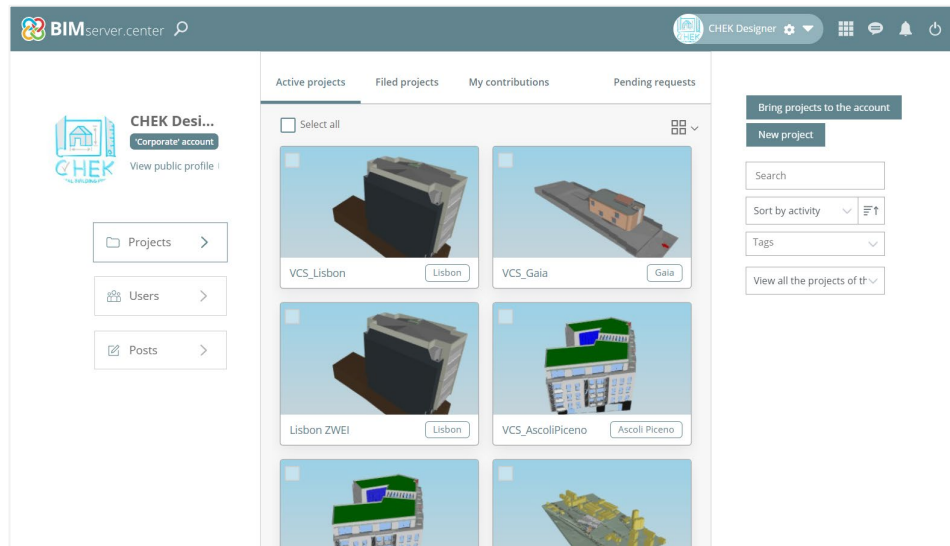 BIMserver.center
CHEK Designer
Active projects
Filed projects
My contributions
Pending requests
CHEK Desi...
'Corporate' account
View public profile
CHEK
Projects
Users
Posts
Select all
VCS_Lisbon
Lisbon
VCS_Gaia
Gaia
Lisbon ZWEI
Lisbon
VCS_AscoliPiceno
Ascoli Piceno
Bring projects to the account
New project
Search
Sort by activity
Tags
View all the projects of th